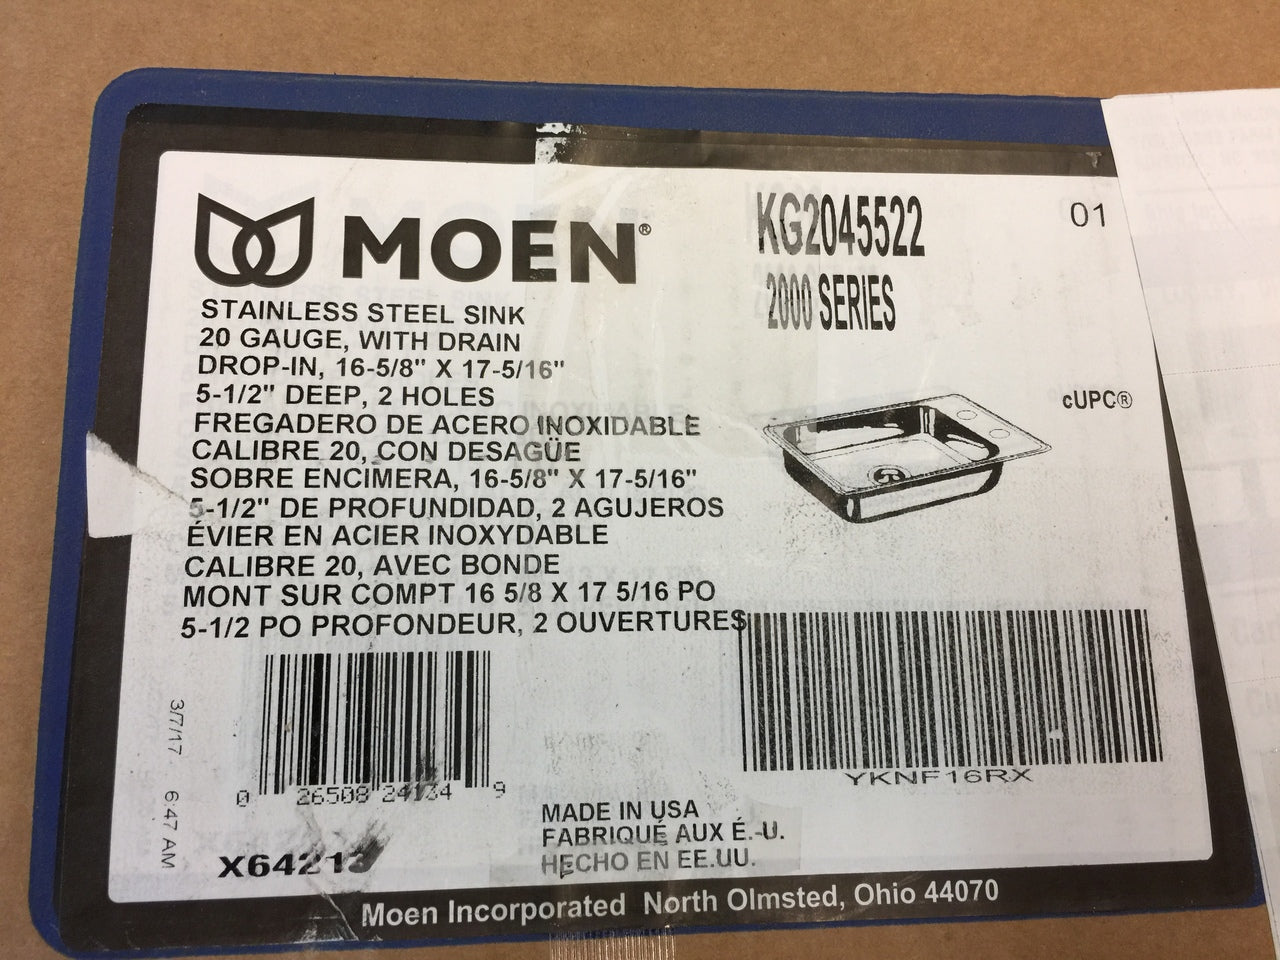 MOEN®
KG2045522
01
2000 SERIES
STAINLESS STEEL SINK
20 GAUGE, WITH DRAIN
DROP-IN, 16-5/8" X 17-5/16"
5-1/2" DEEP, 2 HOLES
FREGADERO DE ACERO INOXIDABLE
CALIBRE 20, CON DESAGÜE
SOBRE ENCIMERA, 16-5/8" X 17-5/16"
5-1/2" DE PROFUNDIDAD, 2 AGUJEROS
ÉVIER EN ACIER INOXYDABLE
CALIBRE 20, AVEC BONDE
MONT SUR COMPT 16 5/8 X 17 5/16 PO
5-1/2 PO PROFONDEUR, 2 OUVERTURES
cUPC®
3/7/17 6:47 AM
0 26508 24134 9
YKNF16RX
X64213
MADE IN USA
FABRIQUÉ AUX É.-U.
HECHO EN EE.UU.
Moen Incorporated North Olmsted, Ohio 44070